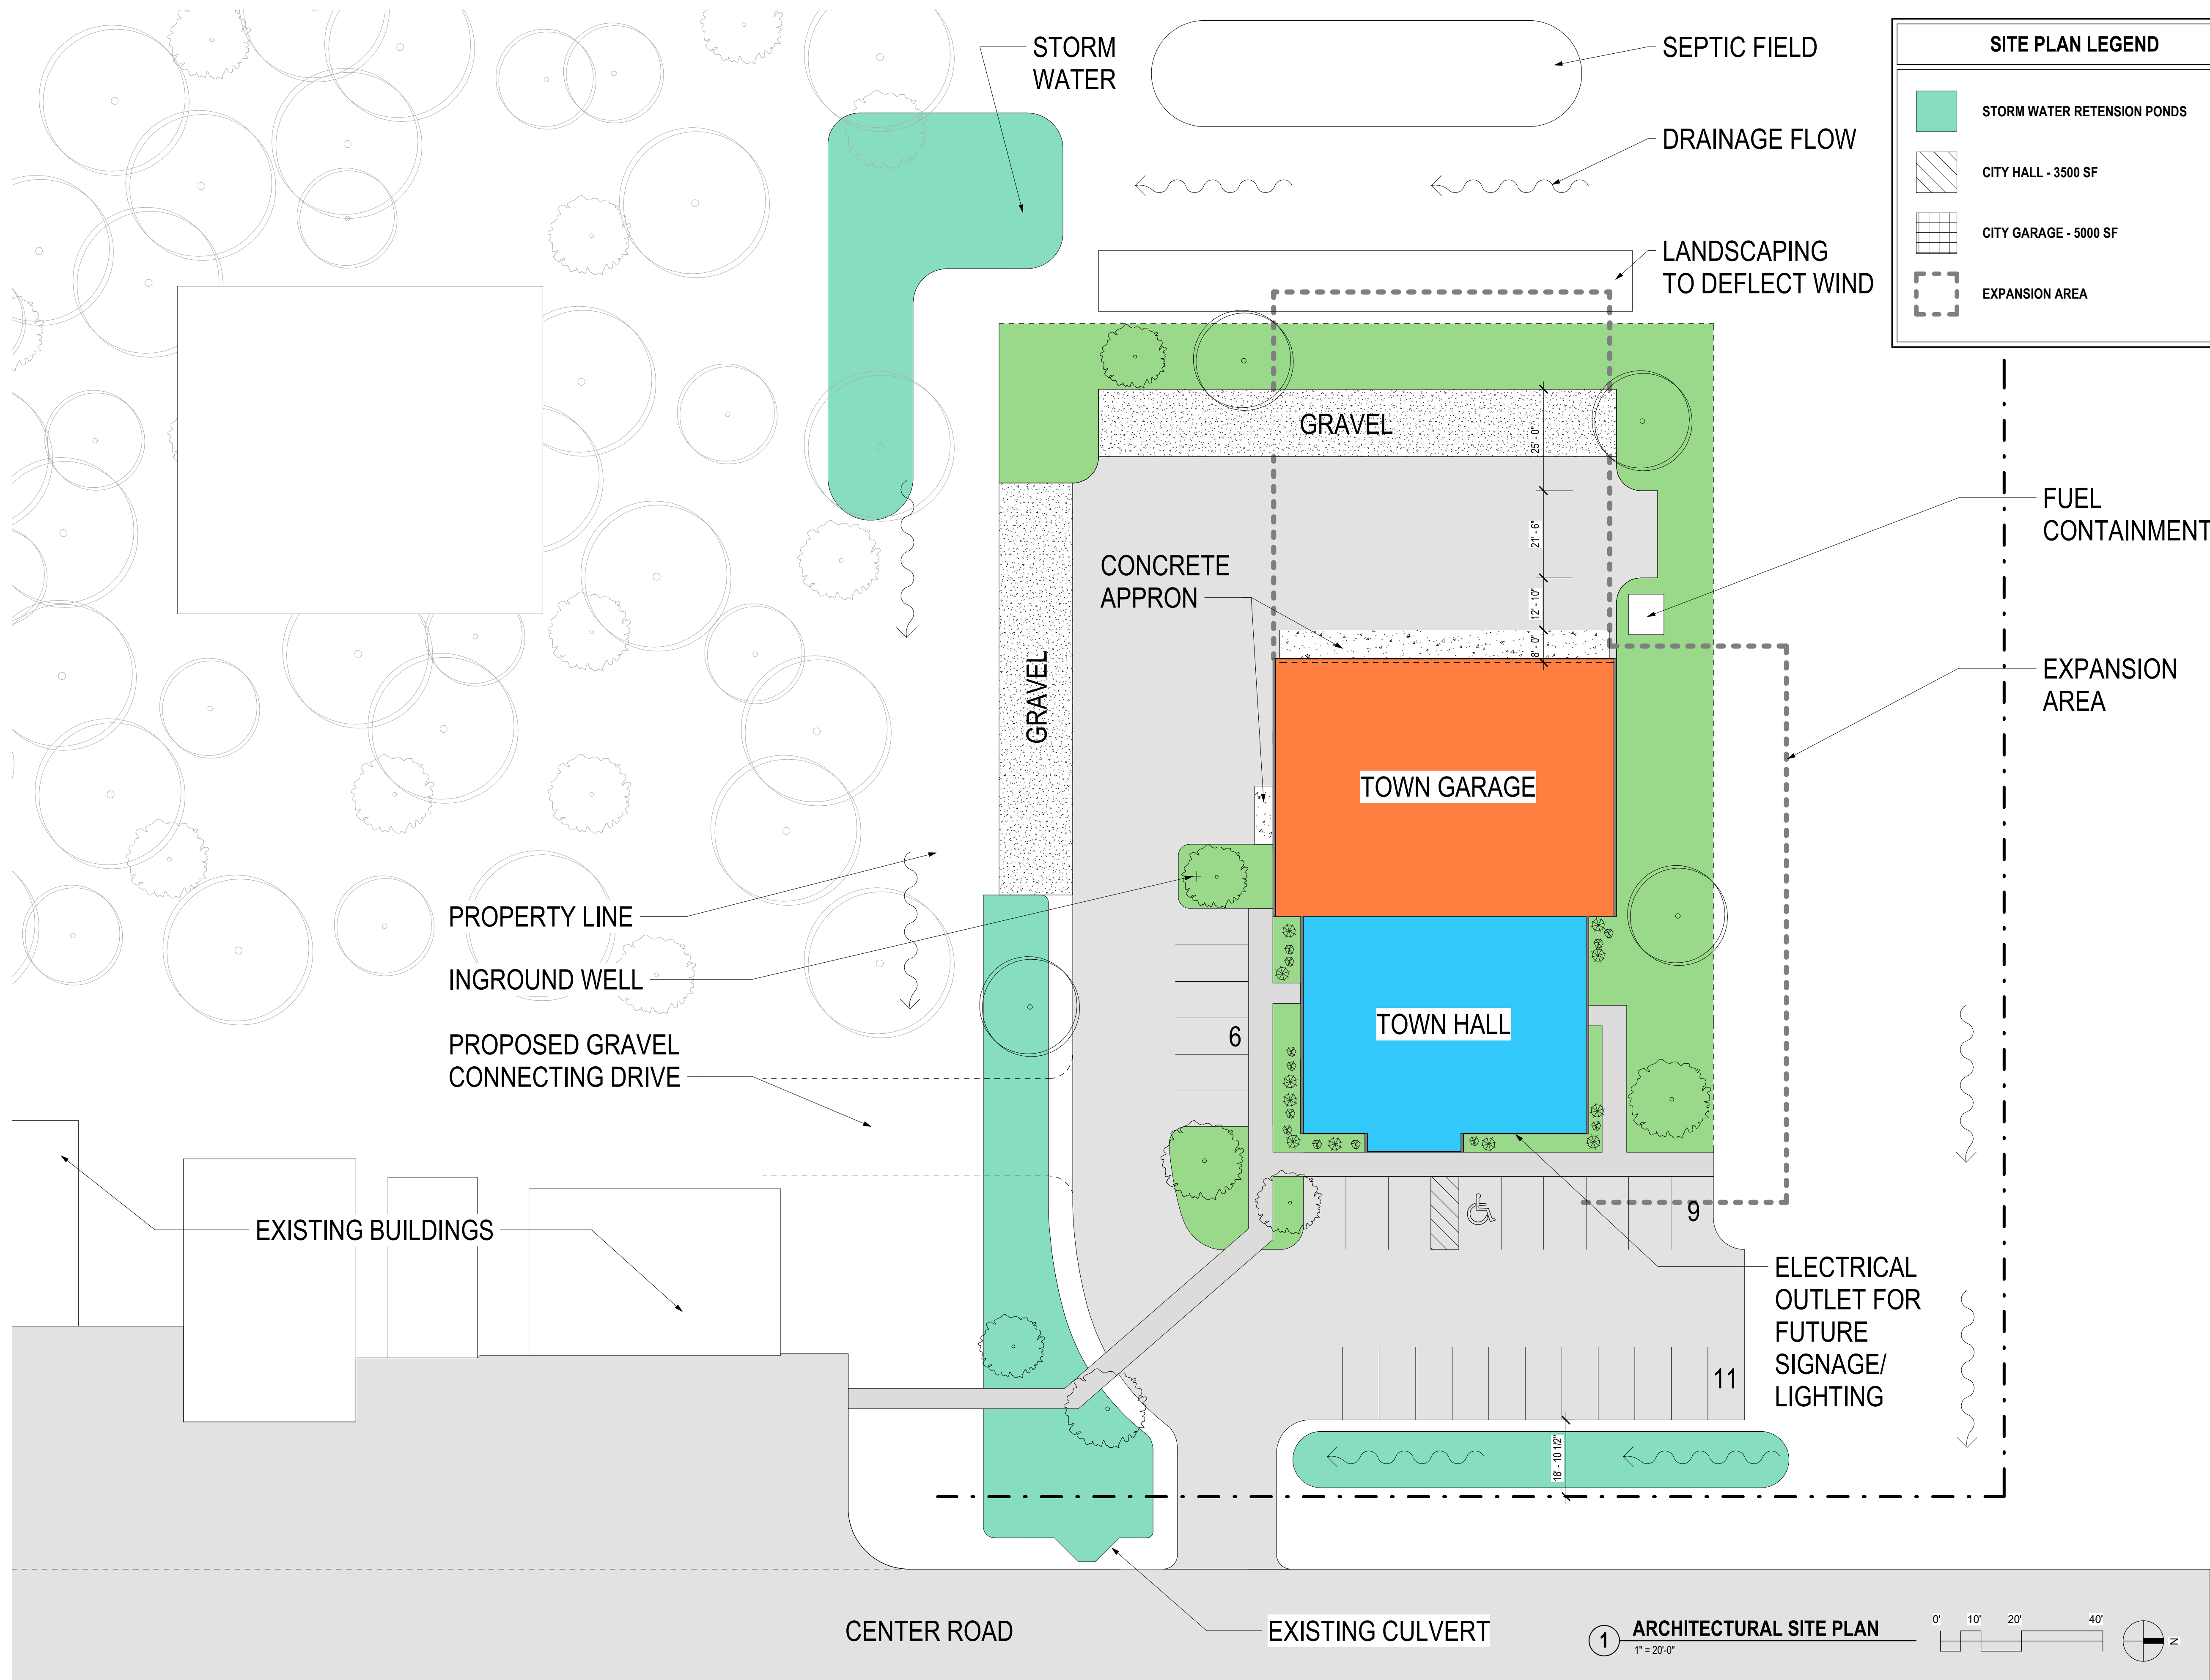 STORM
WATER
SEPTIC FIELD
DRAINAGE FLOW
LANDSCAPING
TO DEFLECT WIND
SITE PLAN LEGEND
STORM WATER RETENSION PONDS
CITY HALL - 3500 SF
CITY GARAGE - 5000 SF
EXPANSION AREA
GRAVEL
25' - 0"
21' - 6"
12' - 10"
8' - 0"
FUEL
CONTAINMENT
CONCRETE
APPRON
EXPANSION
AREA
GRAVEL
TOWN GARAGE
PROPERTY LINE
INGROUND WELL
PROPOSED GRAVEL
CONNECTING DRIVE
TOWN HALL
6
EXISTING BUILDINGS
9
ELECTRICAL
OUTLET FOR
FUTURE
SIGNAGE/
LIGHTING
11
18' - 10 1/2"
CENTER ROAD
EXISTING CULVERT
1
ARCHITECTURAL SITE PLAN
1" = 20'-0"
0' 10' 20' 40'
N